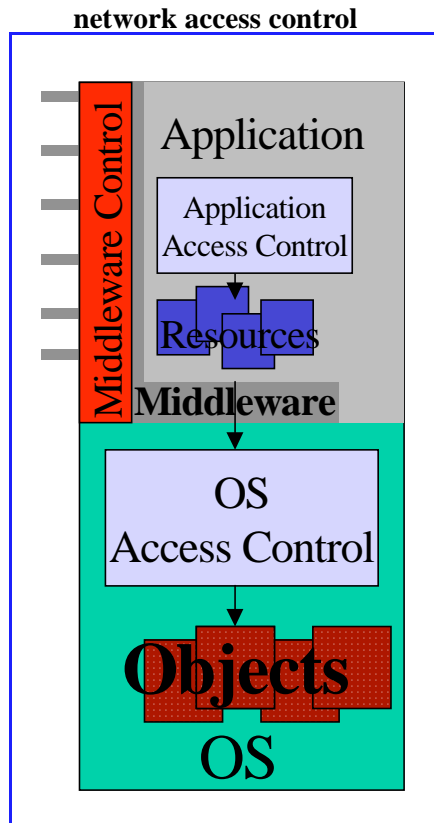 network access control
Middleware Control
Application
Application
Access Control
Resources
Middleware
OS
Access Control
Objects
OS